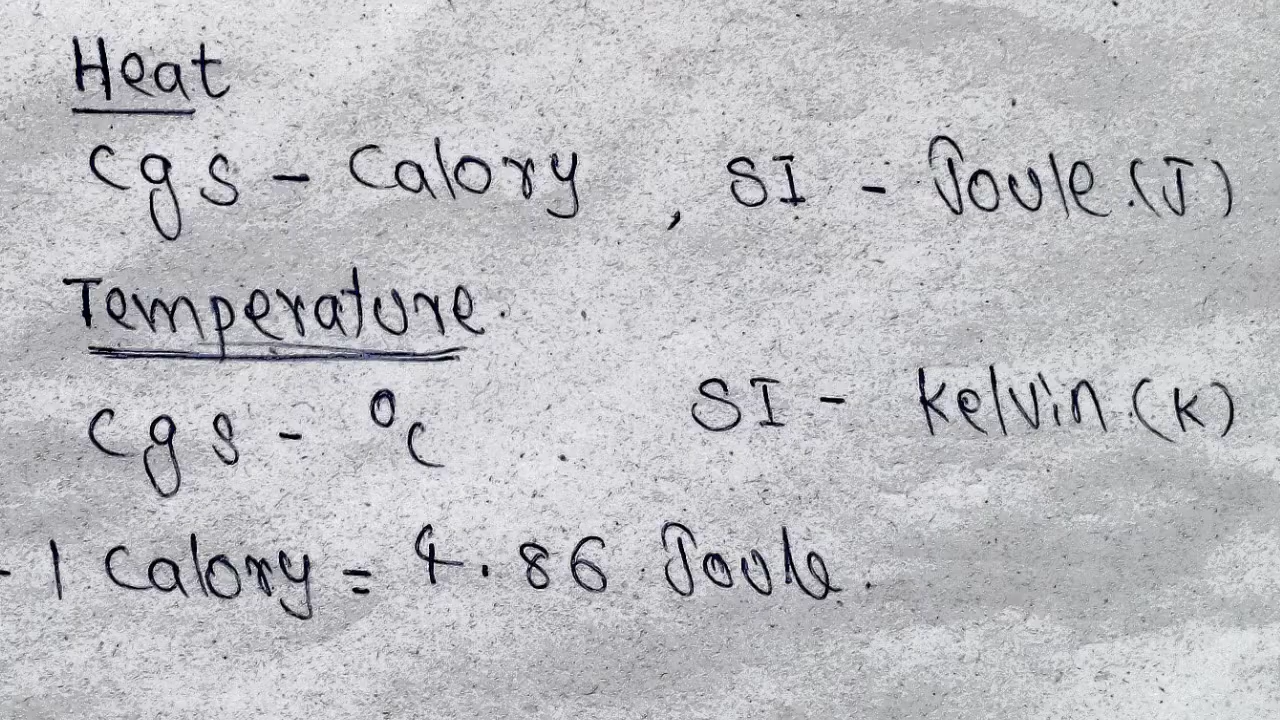 Heat
cgs - Calory , SI - Joule.(J)
Temperature.
cgs - °C . SI - Kelvin.(K)
- 1 Calory = 4.86 Joule.